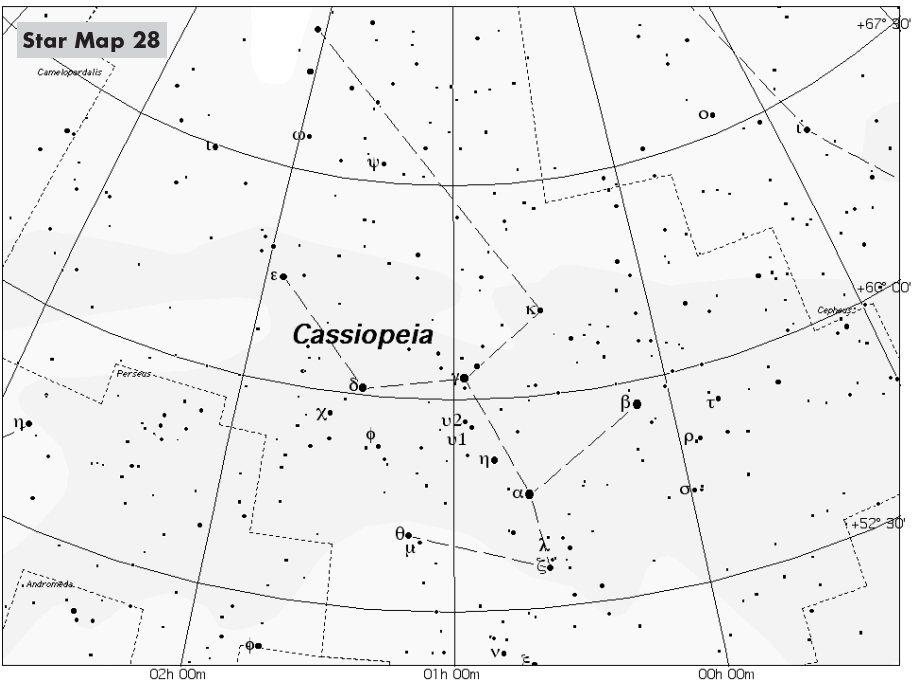 +67° 30'
Star Map 28
Camelopardalis
ο
ι
ω
ι
ψ
ε
+60° 00'
κ
Cepheus
Cassiopeia
Perseus
γ
δ
β
τ
χ
η
υ2
φ
υ1
ρ
η
α
σ
+52° 30'
θ
λ
μ
ξ
Andromeda
φ
ν
ξ
02h 00m
01h 00m
00h 00m